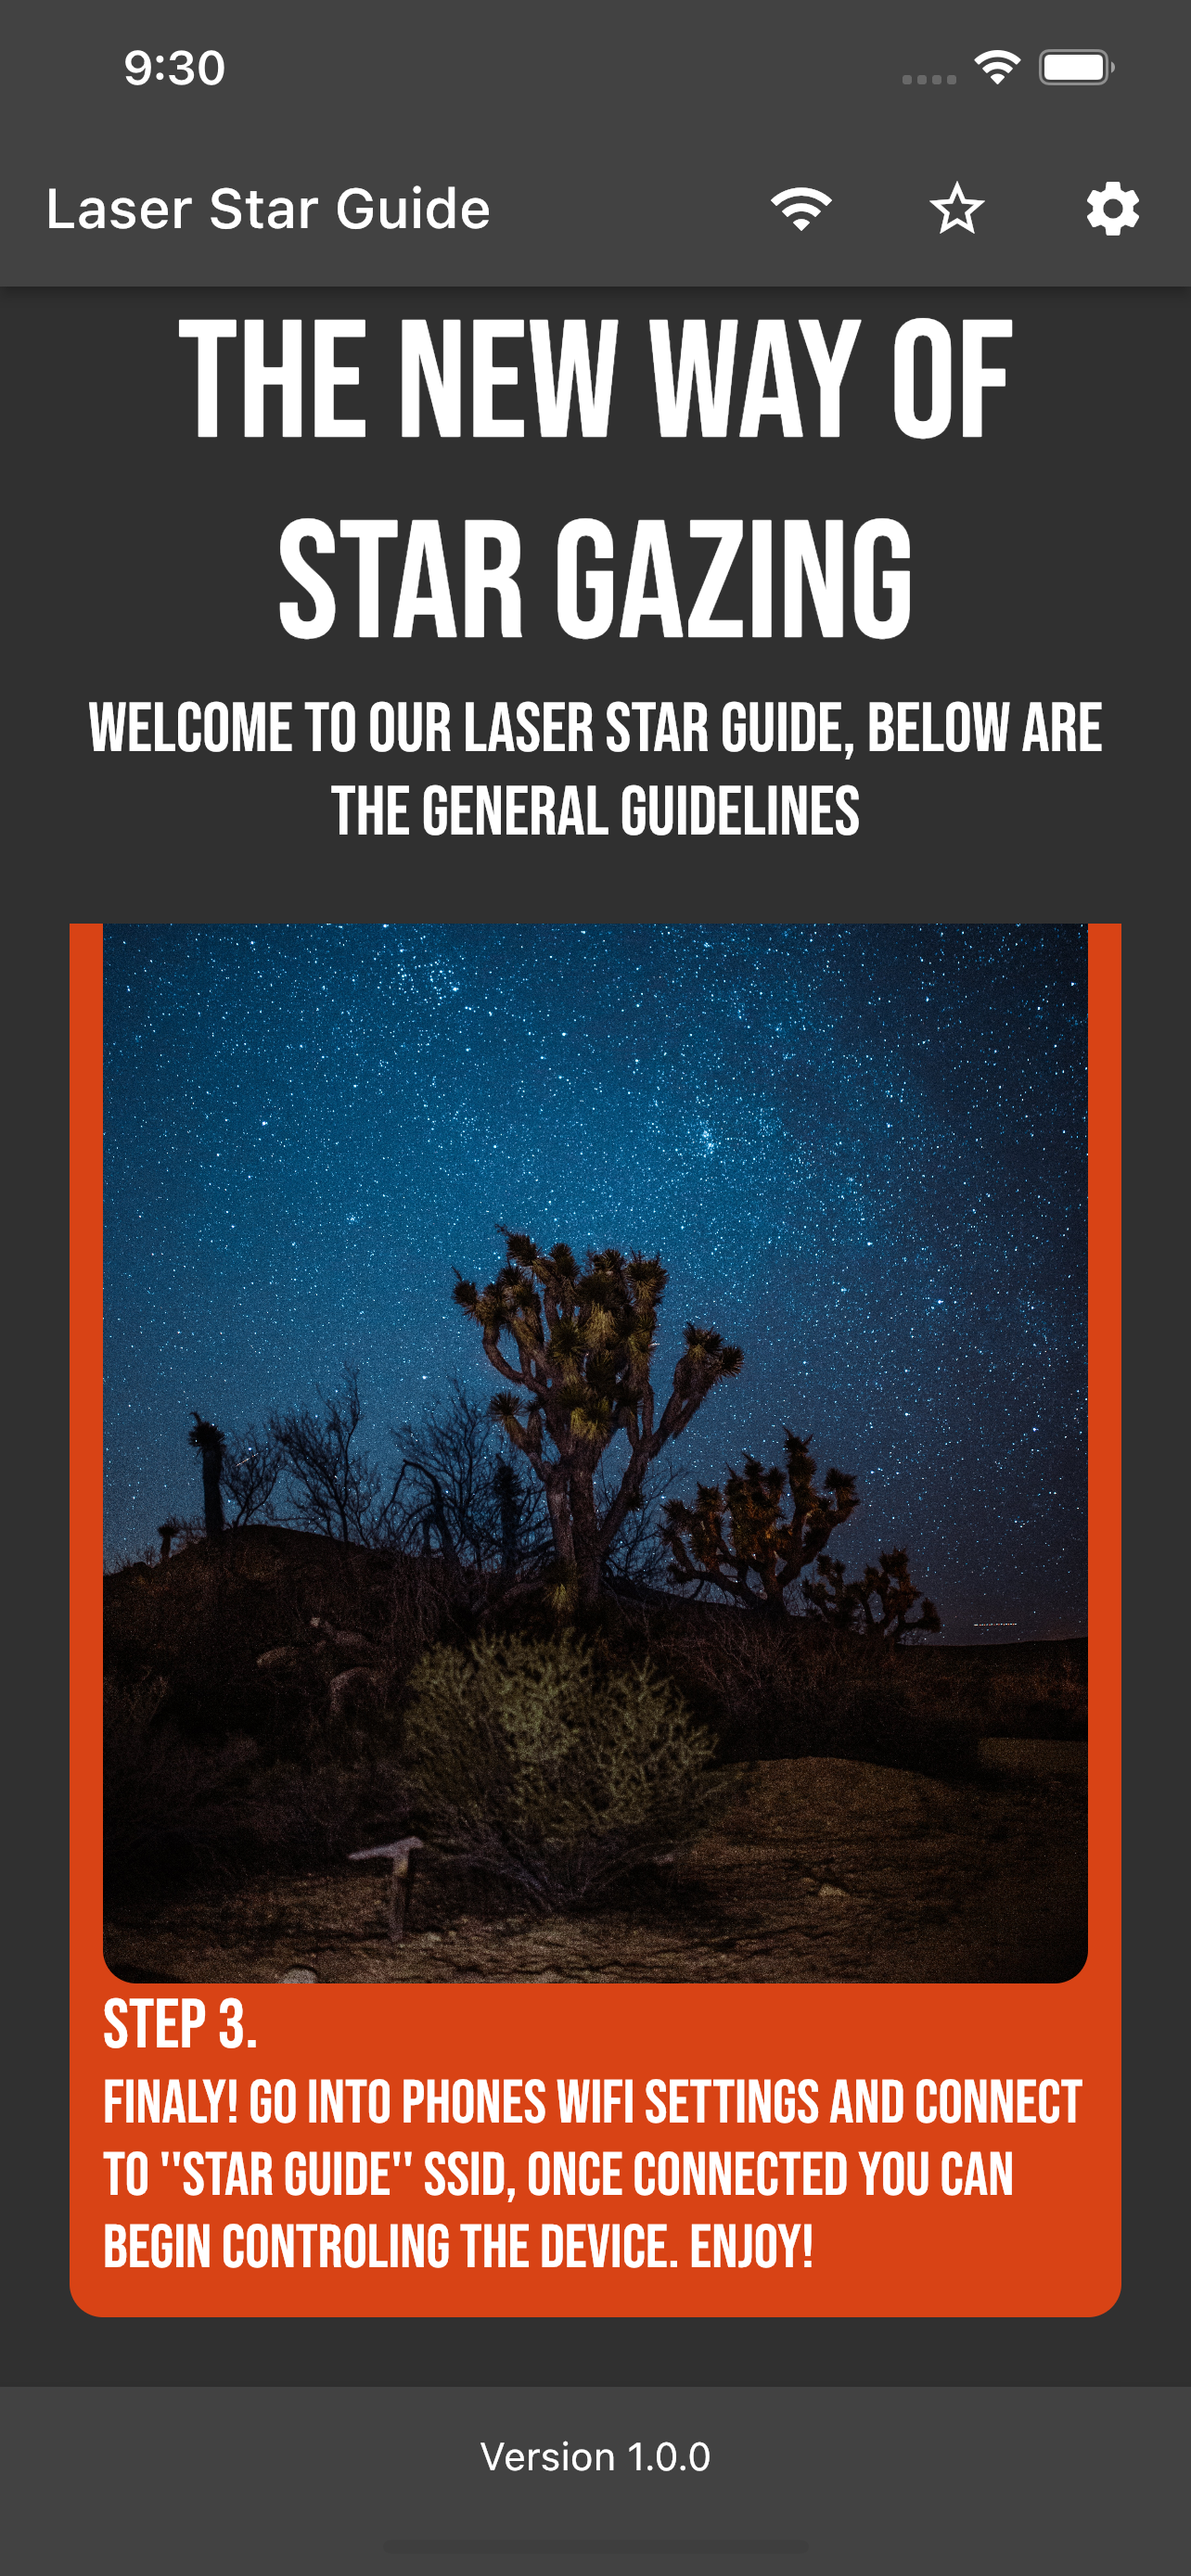 9:30
Laser Star Guide
THE NEW WAY OF
STAR GAZING
WELCOME TO OUR LASER STAR GUIDE, BELOW ARE
THE GENERAL GUIDELINES
STEP 3.
FINALY! GO INTO PHONES WIFI SETTINGS AND CONNECT
TO "STAR GUIDE" SSID, ONCE CONNECTED YOU CAN
BEGIN CONTROLING THE DEVICE. ENJOY!
Version 1.0.0